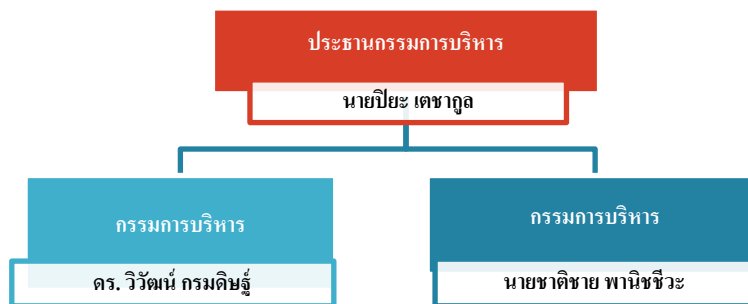 ประธานกรรมการบริหาร
นายปิยะ เตชากูล
กรรมการบริหาร
ดร. วิวัฒน์ กรมดิษฐ์
กรรมการบริหาร
นายชาติชาย พานิชชีวะ